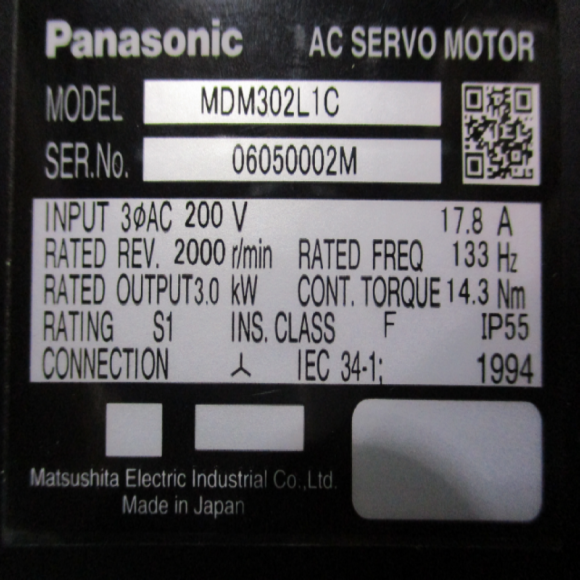 Panasonic AC SERVO MOTOR
MODEL MDM302L1C
SER.No. 06050002M
INPUT 3ØAC 200 V 17.8 A
RATED REV. 2000 r/min RATED FREQ 133 Hz
RATED OUTPUT3.0 kW CONT. TORQUE 14.3 Nm
RATING S1 INS. CLASS F IP55
CONNECTION IEC 34-1; 1994
Matsushita Electric Industrial Co.,Ltd.
Made in Japan